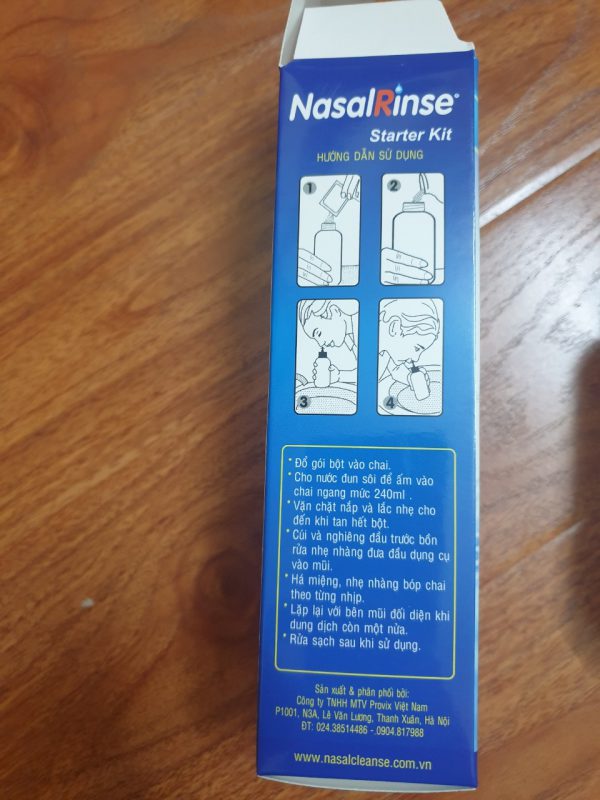 NasalRinse®
Starter Kit
HƯỚNG DẪN SỬ DỤNG
1
2
3
4
* Đổ gói bột vào chai.
* Cho nước đun sôi để ấm vào
chai ngang mức 240ml .
* Vặn chặt nắp và lắc nhẹ cho
đến khi tan hết bột.
* Cúi và nghiêng đầu trước bồn
rửa nhẹ nhàng đưa đầu dụng cụ
vào mũi.
* Há miệng, nhẹ nhàng bóp chai
theo từng nhịp.
* Lặp lại với bên mũi đối diện khi
dung dịch còn một nửa.
* Rửa sạch sau khi sử dụng.
Sản xuất & phân phối bởi:
Công ty TNHH MTV Provix Việt Nam
P1001, N3A, Lê Văn Lương, Thanh Xuân, Hà Nội
ĐT: 024.38514486 - 0904.817988
www.nasalcleanse.com.vn